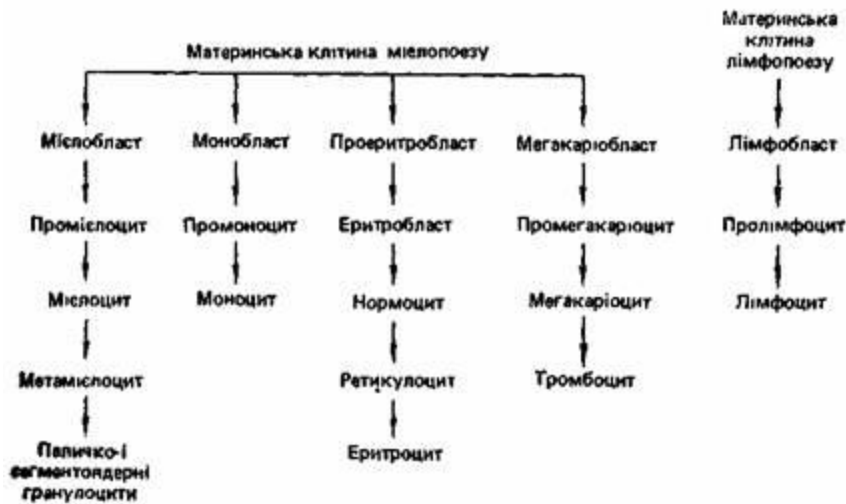 Материнська клітина мієлопоезу
Материнська
клітина
лімфопоезу
Мієлобласт
Монобласт
Проеритробласт
Мегакаріобласт
Лімфобласт
Промієлоцит
Промоноцит
Еритробласт
Промегакаріоцит
Пролімфоцит
Мієлоцит
Моноцит
Нормоцит
Мегакаріоцит
Лімфоцит
Метамієлоцит
Ретикулоцит
Тромбоцит
Паличко-і
сегментоядерні
гранулоцити
Еритроцит